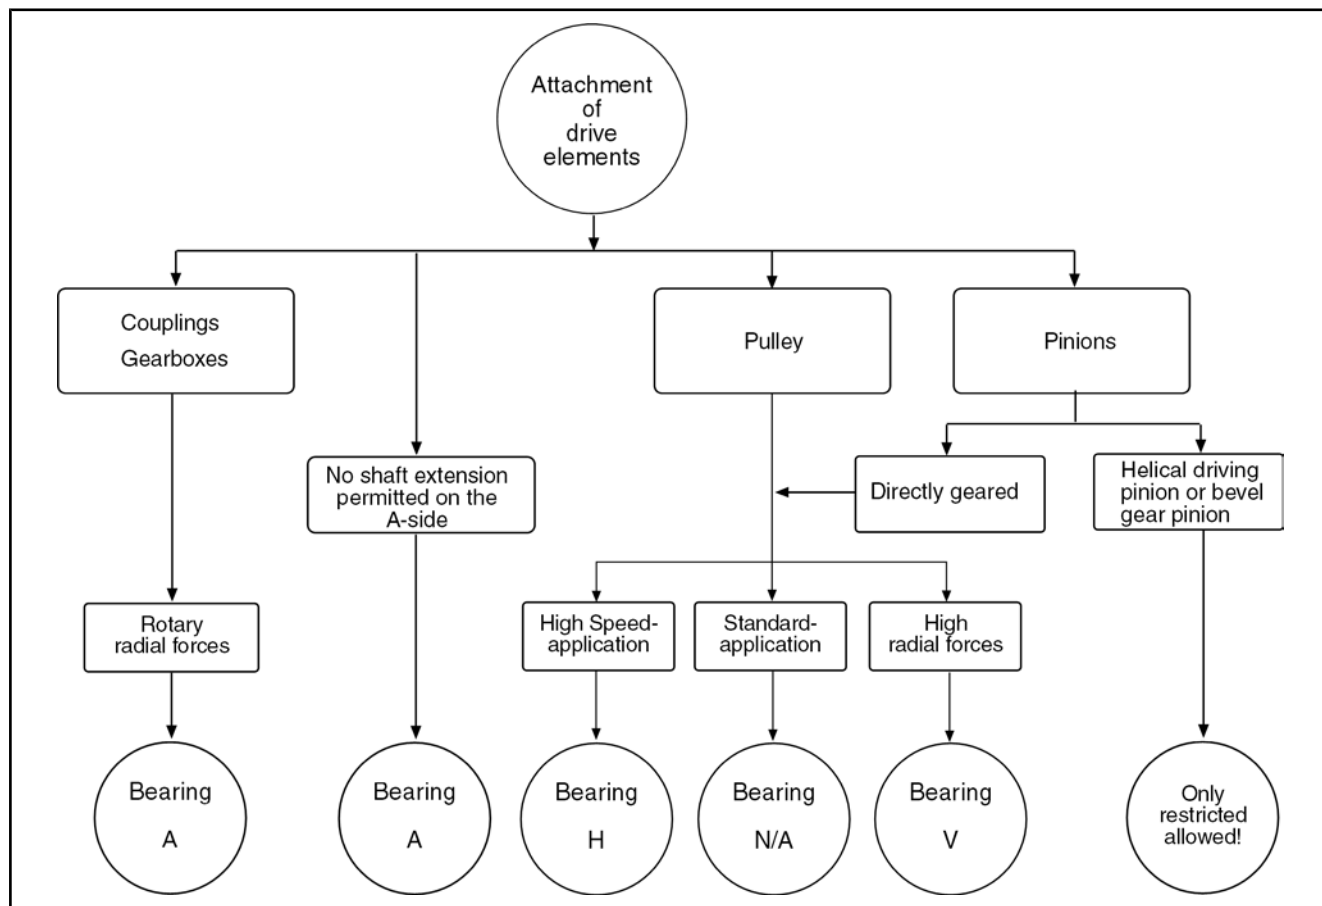 Attachment
of
drive
elements
Couplings
Gearboxes
Pulley
Pinions
No shaft extension
permitted on the
A-side
Directly geared
Helical driving
pinion or bevel
gear pinion
Rotary
radial forces
High Speed-
application
Standard-
application
High
radial forces
Bearing
A
Bearing
A
Bearing
H
Bearing
N/A
Bearing
V
Only
restricted
allowed!